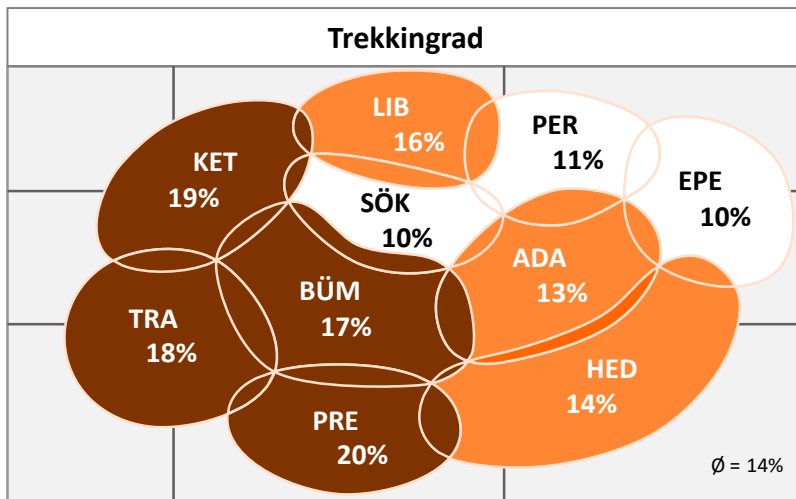 Trekkingrad
LIB
16%
PER
11%
KET
19%
EPE
10%
SÖK
10%
ADA
13%
BÜM
17%
TRA
18%
HED
14%
PRE
20%
Ø = 14%